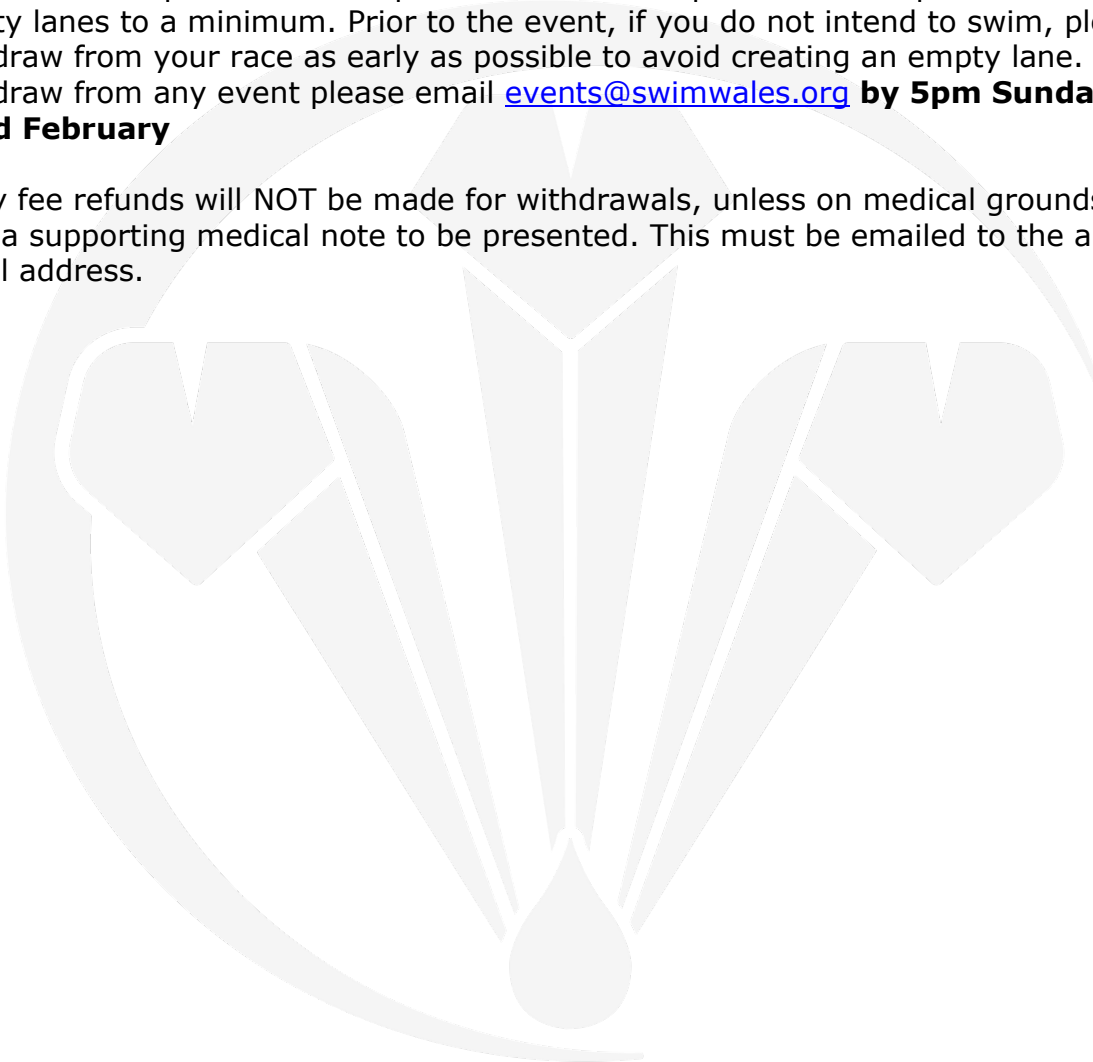 ty lanes to a minimum. Prior to the event, if you do not intend to swim, ple
draw from your race as early as possible to avoid creating an empty lane.
draw from any event please email events@swimwales.org by 5pm Sunda
d February
y fee refunds will NOT be made for withdrawals, unless on medical grounds
a supporting medical note to be presented. This must be emailed to the a
l address.